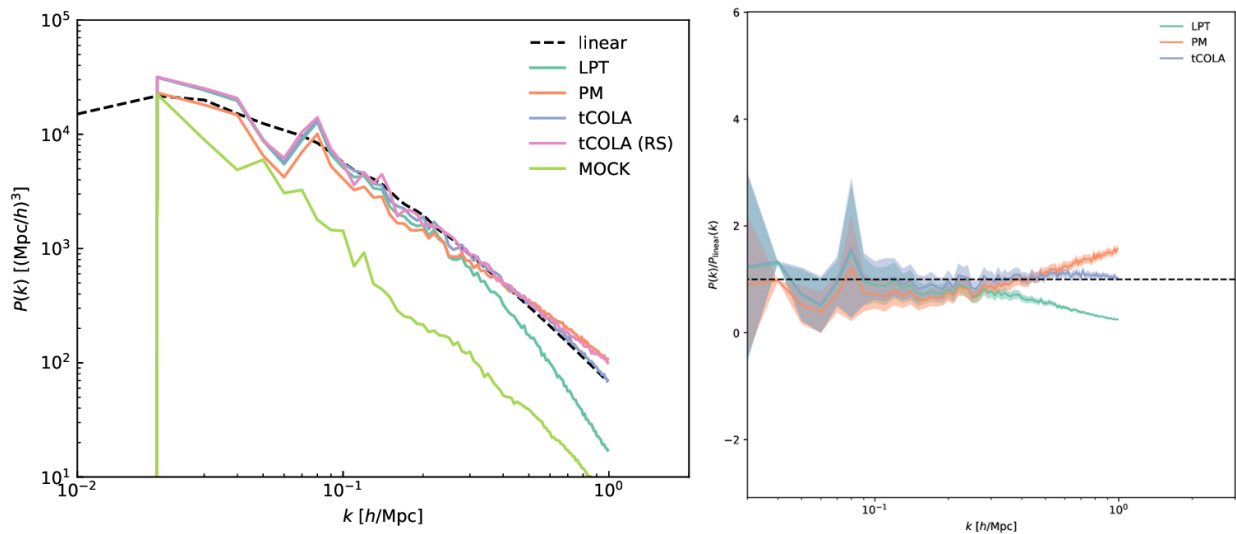 10^5
10^4
10^3
10^2
10^1
10^-2
10^-1
10^0
P(k) [(Mpc/h)^3
k [h/Mpc]
linear
LPT
PM
tCOLA
tCOLA (RS)
MOCK
6
4
2
1
0
−2
10^-1
10^0
P(k)/P_linear(k)
k [h/Mpc]
LPT
PM
tCOLA